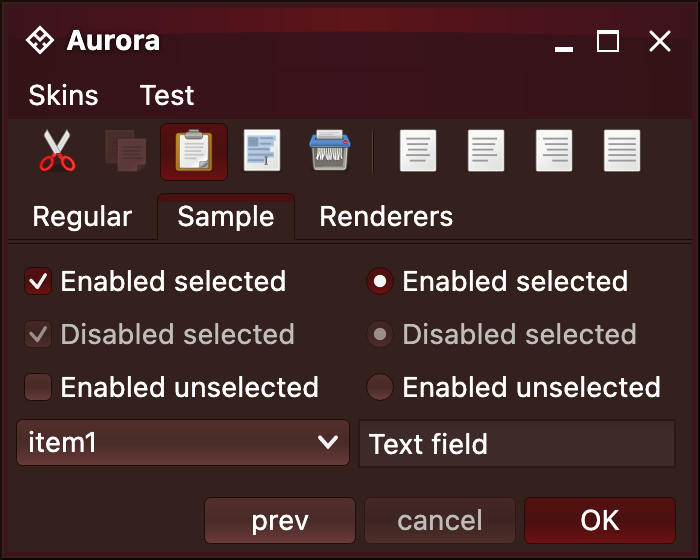 Aurora
Skins Test
Regular Sample Renderers
Enabled selected Enabled selected
Disabled selected Disabled selected
Enabled unselected Enabled unselected
item1 Text field
prev cancel OK